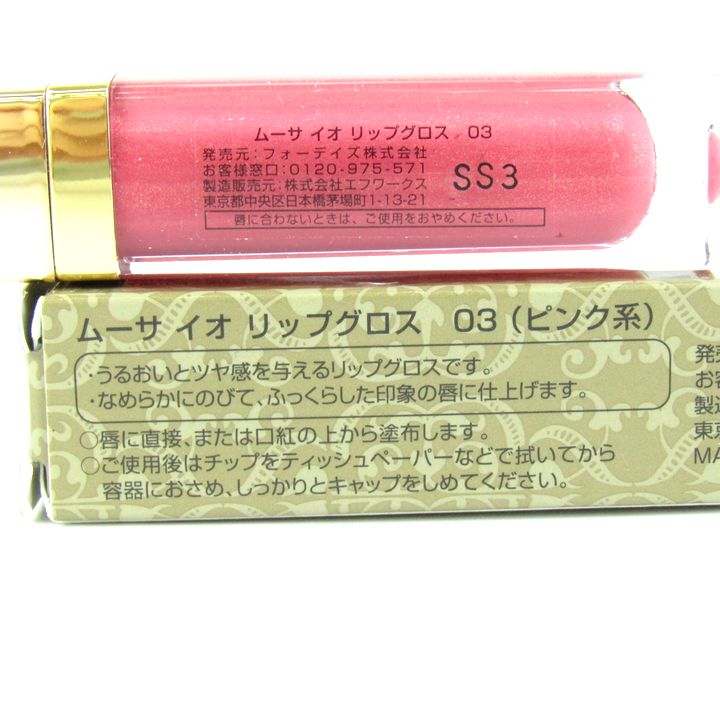 ムーサ イオ リップグロス 03
発売元：フォーデイズ株式会社
お客様窓口：0120-975-571
製造販売元：株式会社エフワークス
東京都中央区日本橋茅場町1-13-21
唇に合わないときは、ご使用をおやめください。
SS3
ムーサ イオ リップグロス 03（ピンク系）
・うるおいとツヤ感を与えるリップグロスです。
・なめらかにのびて、ふっくらした印象の唇に仕上げます。
○唇に直接、または口紅の上から塗布します。
○ご使用後はチップをティッシュペーパーなどで拭いてから
容器におさめ、しっかりとキャップをしめてください。
発売
お客
製造
東京
MA